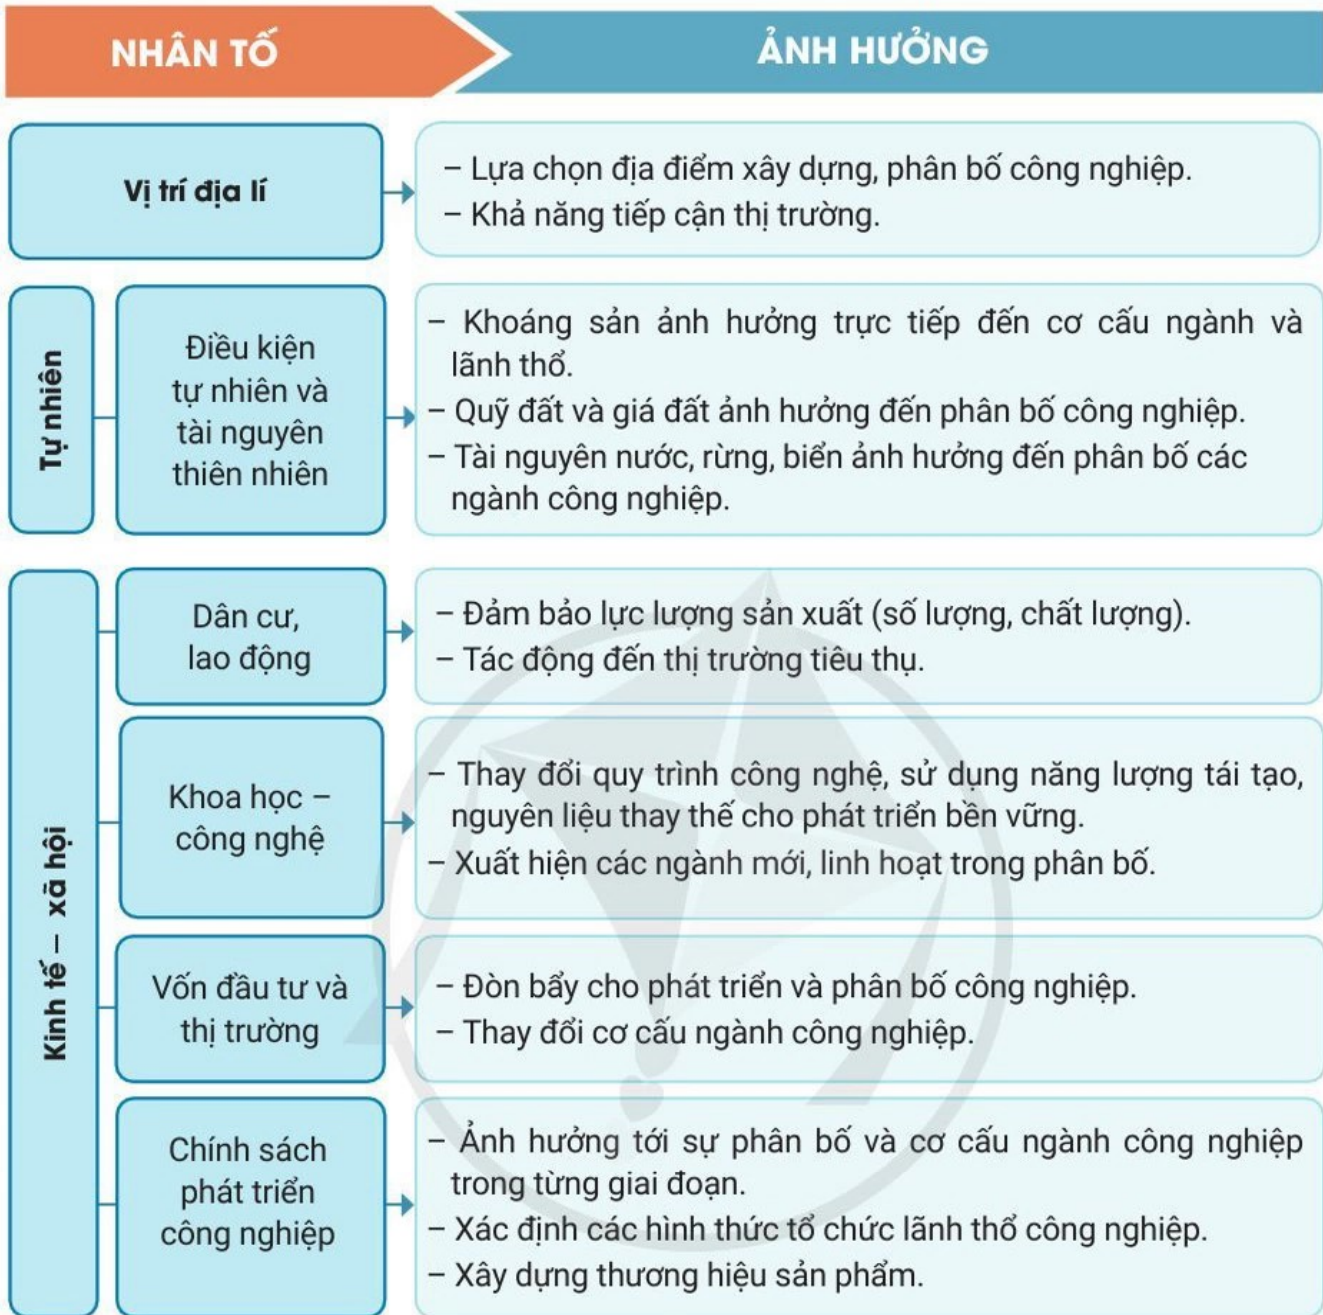 NHÂN TỐ
ẢNH HƯỞNG
Vị trí địa lí
– Lựa chọn địa điểm xây dựng, phân bố công nghiệp.
– Khả năng tiếp cận thị trường.
Tự nhiên
Điều kiện
tự nhiên và
tài nguyên
thiên nhiên
– Khoáng sản ảnh hưởng trực tiếp đến cơ cấu ngành và
lãnh thổ.
– Quỹ đất và giá đất ảnh hưởng đến phân bố công nghiệp.
– Tài nguyên nước, rừng, biển ảnh hưởng đến phân bố các
ngành công nghiệp.
Kinh tế – xã hội
Dân cư,
lao động
– Đảm bảo lực lượng sản xuất (số lượng, chất lượng).
– Tác động đến thị trường tiêu thụ.
Khoa học –
công nghệ
– Thay đổi quy trình công nghệ, sử dụng năng lượng tái tạo,
nguyên liệu thay thế cho phát triển bền vững.
– Xuất hiện các ngành mới, linh hoạt trong phân bố.
Vốn đầu tư và
thị trường
– Đòn bẩy cho phát triển và phân bố công nghiệp.
– Thay đổi cơ cấu ngành công nghiệp.
Chính sách
phát triển
công nghiệp
– Ảnh hưởng tới sự phân bố và cơ cấu ngành công nghiệp
trong từng giai đoạn.
– Xác định các hình thức tổ chức lãnh thổ công nghiệp.
– Xây dựng thương hiệu sản phẩm.